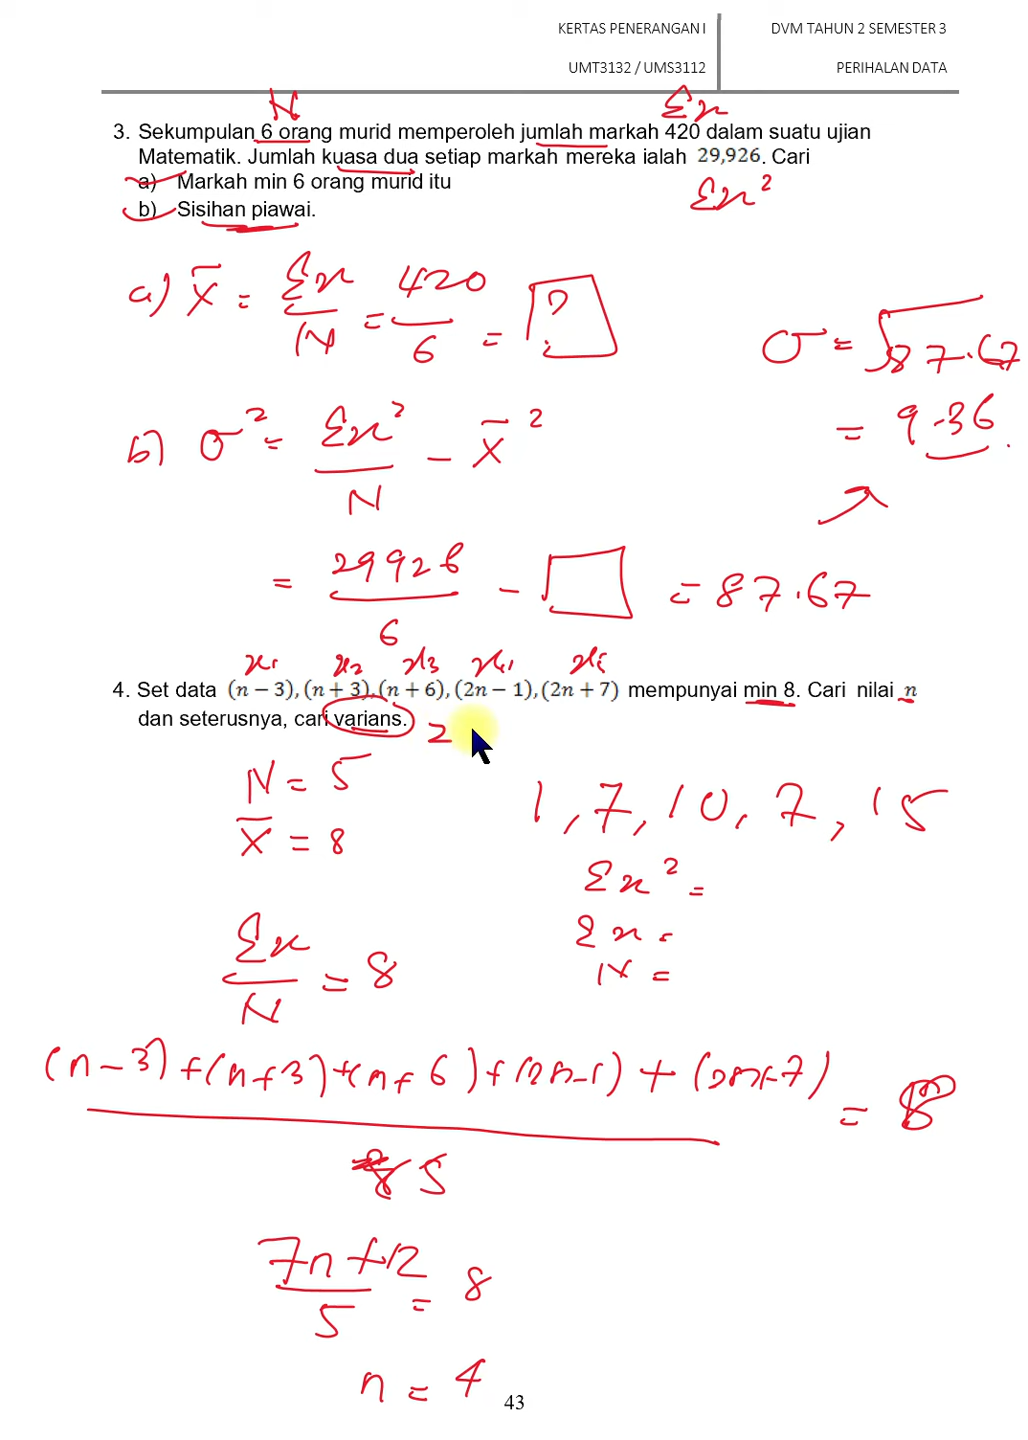 KERTAS PENERANGAN I DVM TAHUN 2 SEMESTER 3
UMT3132 / UMS3112 PERIHALAN DATA
N Σx
3. Sekumpulan 6 orang murid memperoleh jumlah markah 420 dalam suatu ujian
Matematik. Jumlah kuasa dua setiap markah mereka ialah 29,926. Cari
a) Markah min 6 orang murid itu
Σx²
b) Sisihan piawai.
a) x̄ = Σx/N = 420/6 = ?
σ = √87.67
= 9.36
b) σ² = Σx²/N - x̄²
= 29926/6 - □ = 87.67
x₁ x₂ x₃ x₄ x₅
4. Set data (n − 3), (n + 3), (n + 6), (2n − 1), (2n + 7) mempunyai min 8. Cari nilai n
dan seterusnya, cari varians. 2
N = 5
1, 7, 10, 7, 15
x̄ = 8
Σx² =
Σx =
N =
Σx/N = 8
(n-3)+(n+3)+(n+6)+(2n-1)+(2n+7) = 8
5
7n+12/5 = 8
n = 4
43